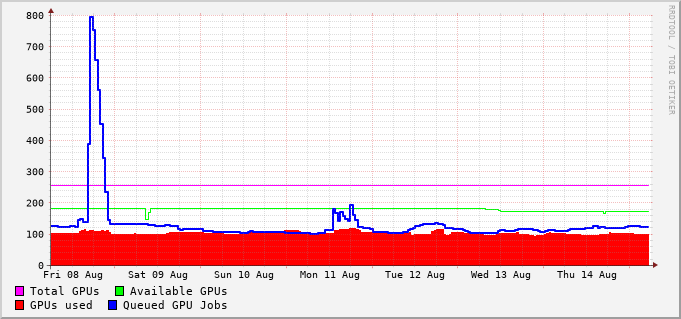 RRDTOOL / TOBI OETIKER
800
700
600
500
400
300
200
100
0
Fri 08 Aug Sat 09 Aug Sun 10 Aug Mon 11 Aug Tue 12 Aug Wed 13 Aug Thu 14 Aug
Total GPUs Available GPUs
GPUs used Queued GPU Jobs